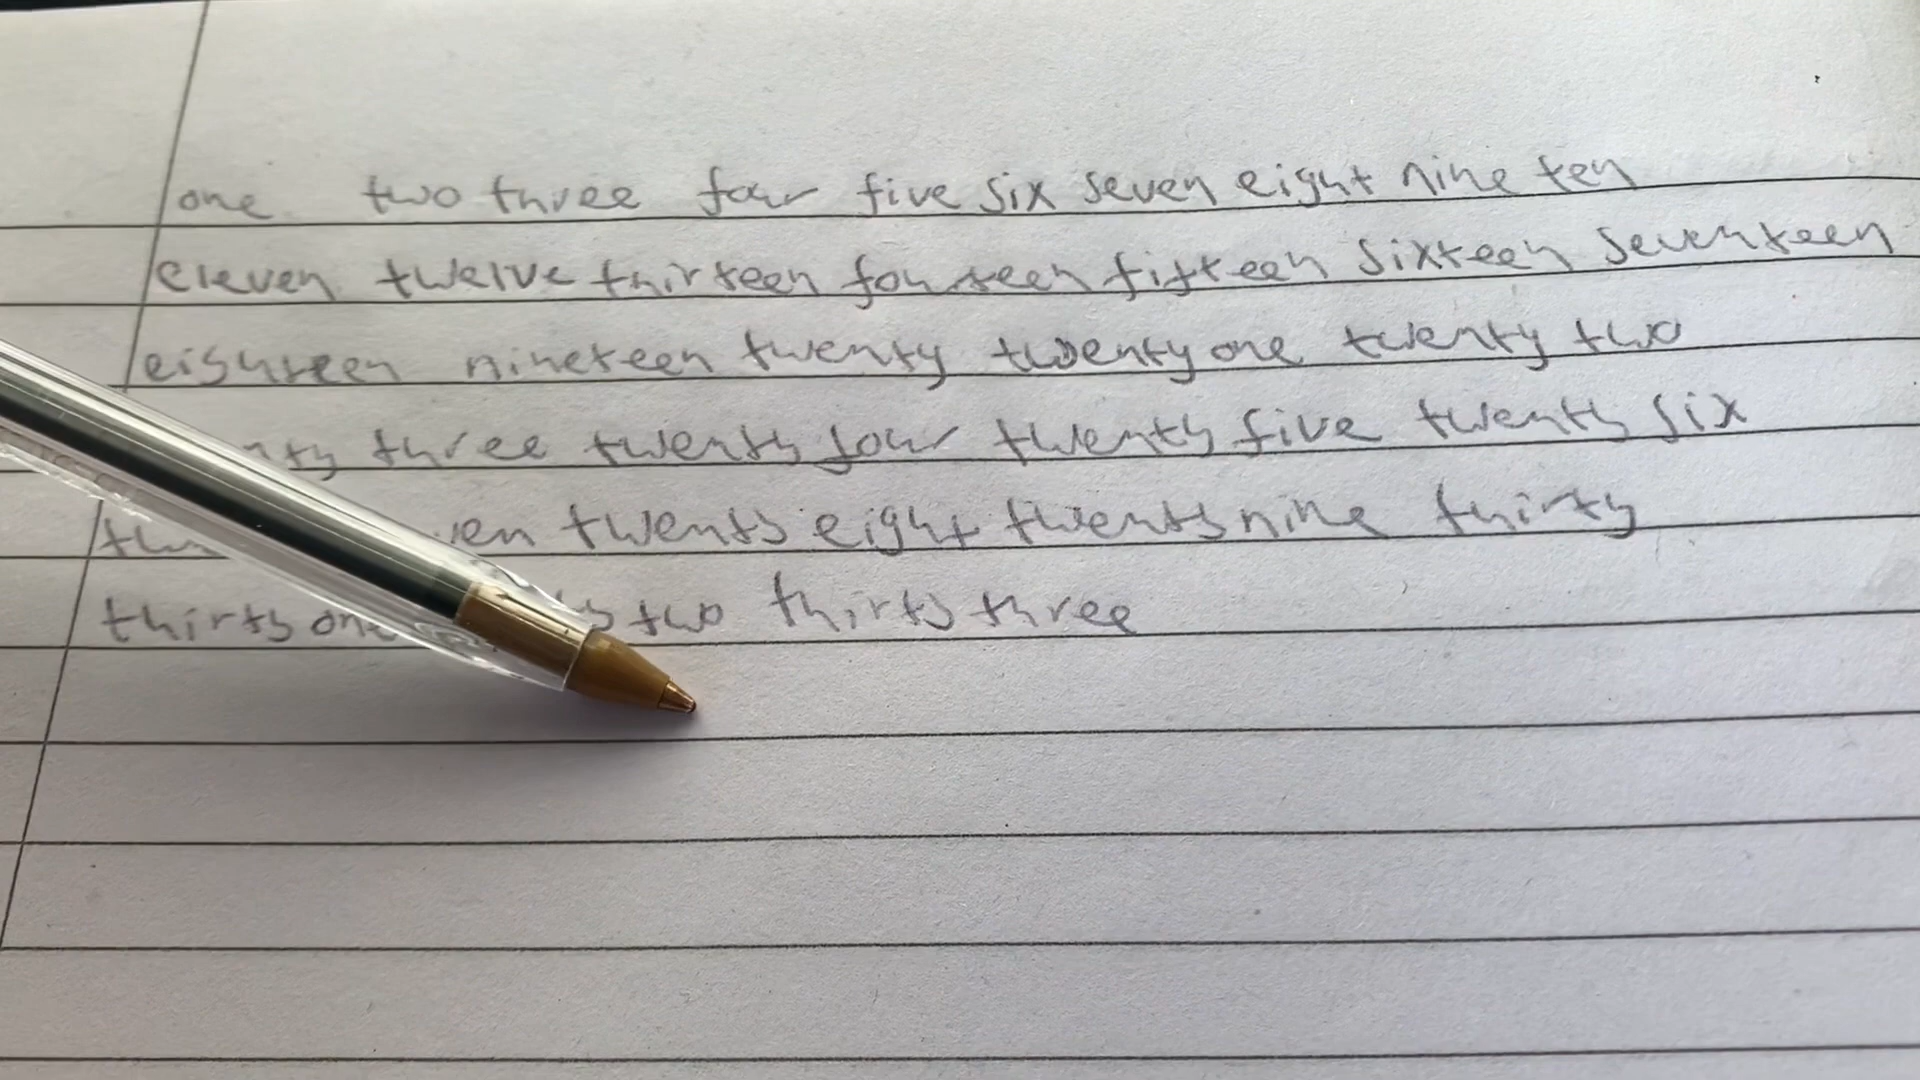 one two three four five six seven eight nine ten
eleven twelve thirteen fourteen fifteen sixteen seventeen
eighteen nineteen twenty twenty one twenty two
three twenty four twenty five twenty six
twenty eight twenty nine thirty
thirty one two thirty three